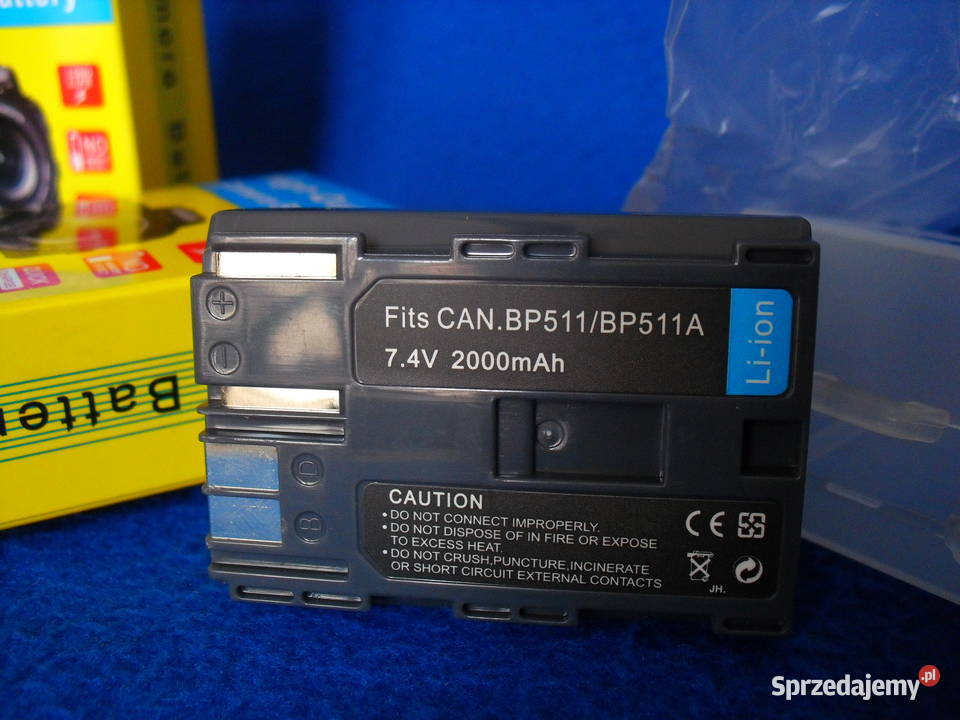 Fits CAN.BP511/BP511A
7.4V 2000mAh
Li-ion
+
-
D
B
CAUTION
•DO NOT CONNECT IMPROPERLY.
•DO NOT DISPOSE OF IN FIRE OR EXPOSE
TO EXCESS HEAT.
•DO NOT CRUSH,PUNCTURE,INCINERATE
OR SHORT CIRCUIT EXTERNAL CONTACTS
CE
JH.
NO
Sprzedajemy.pl